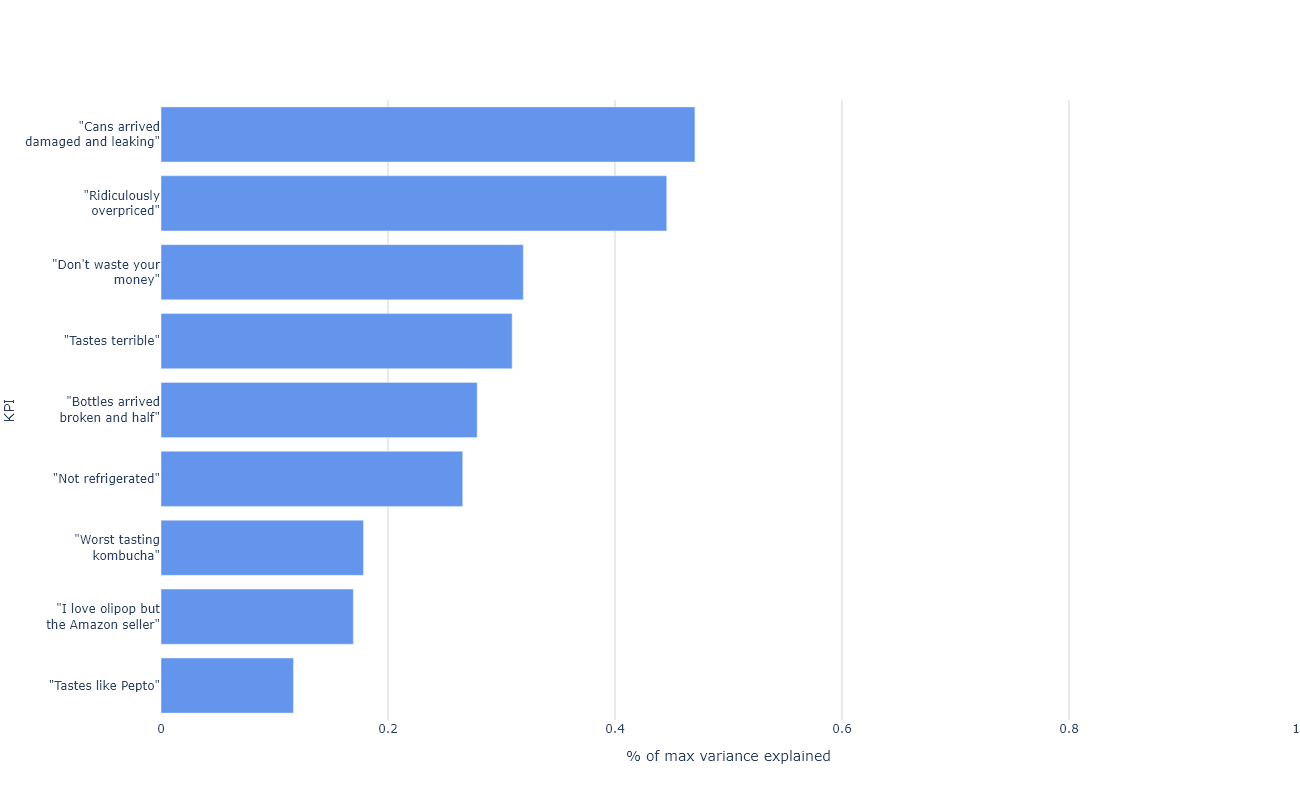 "Cans arrived
damaged and leaking"
"Ridiculously
overpriced"
"Don't waste your
money"
"Tastes terrible"
"Bottles arrived
broken and half"
"Not refrigerated"
"Worst tasting
kombucha"
"I love olipop but
the Amazon seller"
"Tastes like Pepto"
KPI
0 0.2 0.4 0.6 0.8 1
% of max variance explained